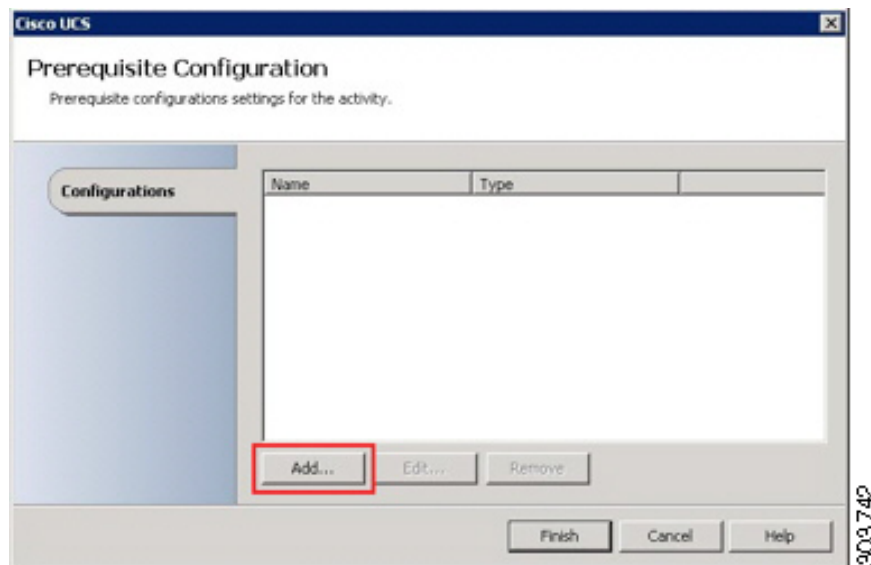 Cisco UCS
Prerequisite Configuration
Prerequisite configurations settings for the activity.
Configurations
Name Type
Add... Edit... Remove
Finish Cancel Help
303742